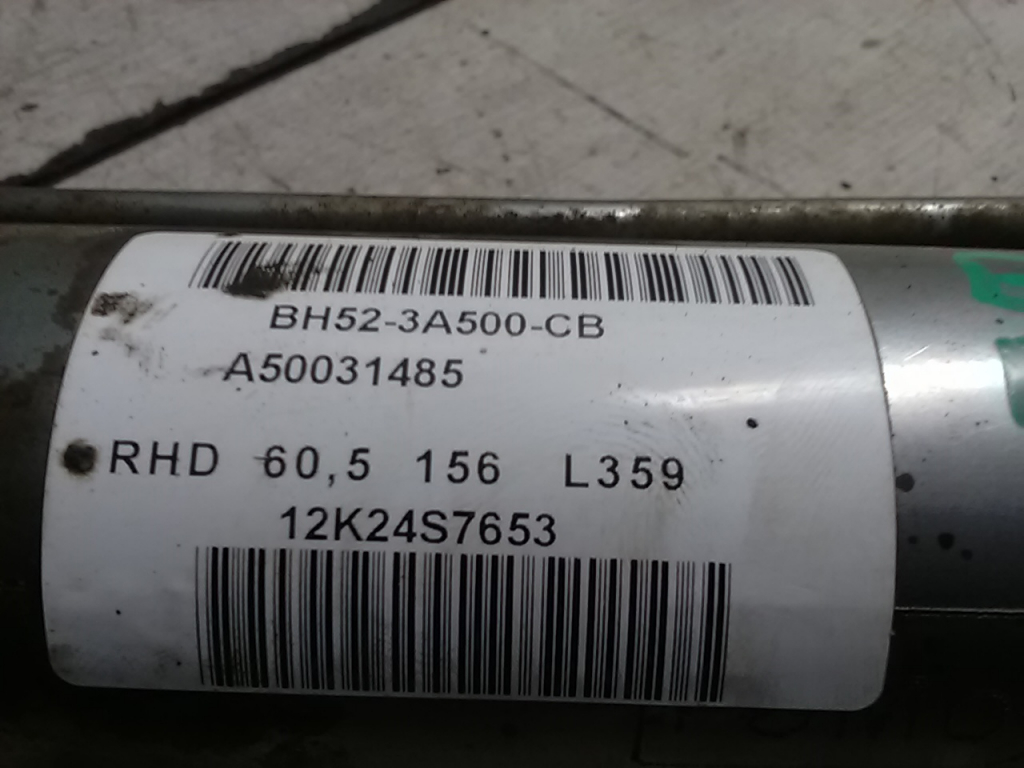 BH52-3A500-CB
A50031485
RHD 60,5 156 L359
12K24S7653